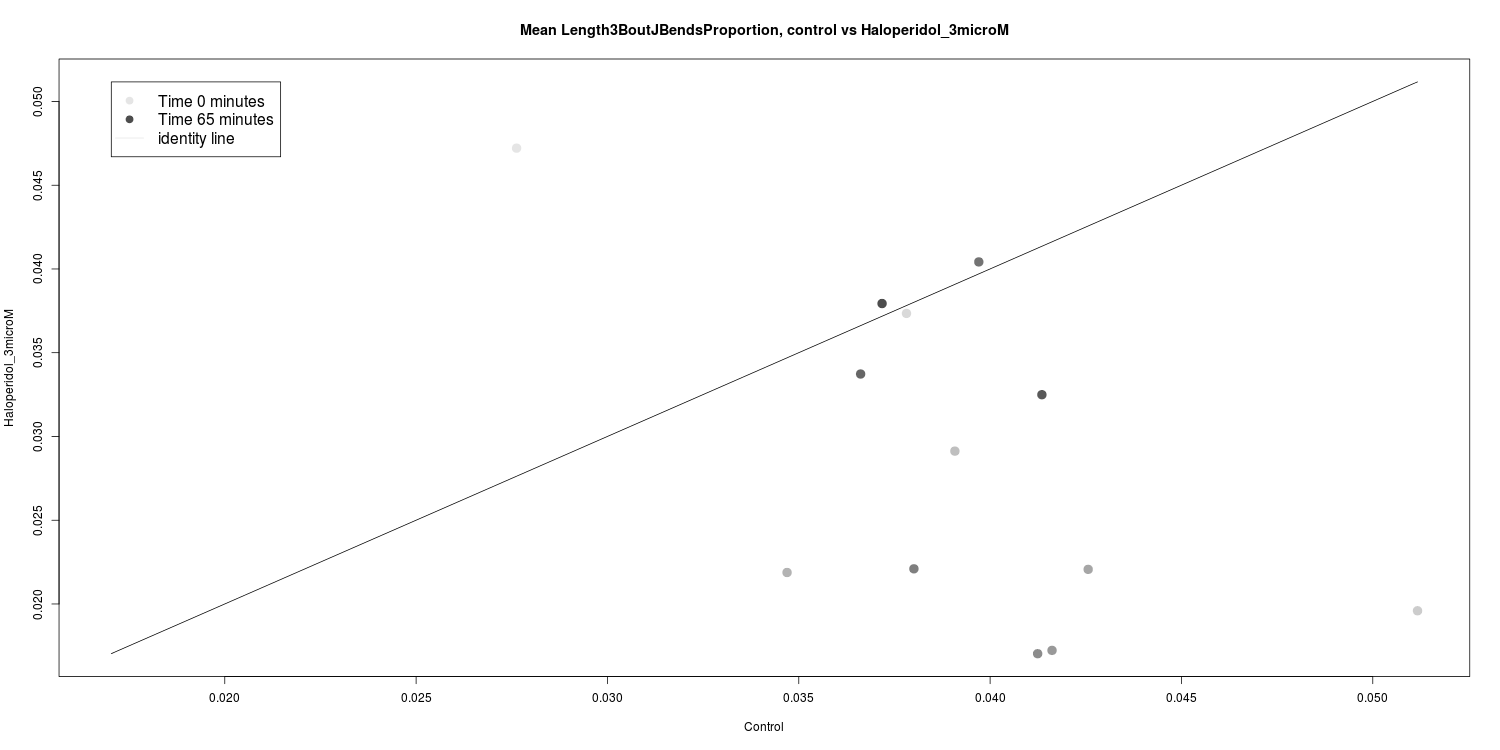 Mean Length3BoutJBendsProportion, control vs Haloperidol_3microM
Time 0 minutes
Time 65 minutes
identity line
Haloperidol_3microM
0.050
0.045
0.040
0.035
0.030
0.025
0.020
0.020 0.025 0.030 0.035 0.040 0.045 0.050
Control